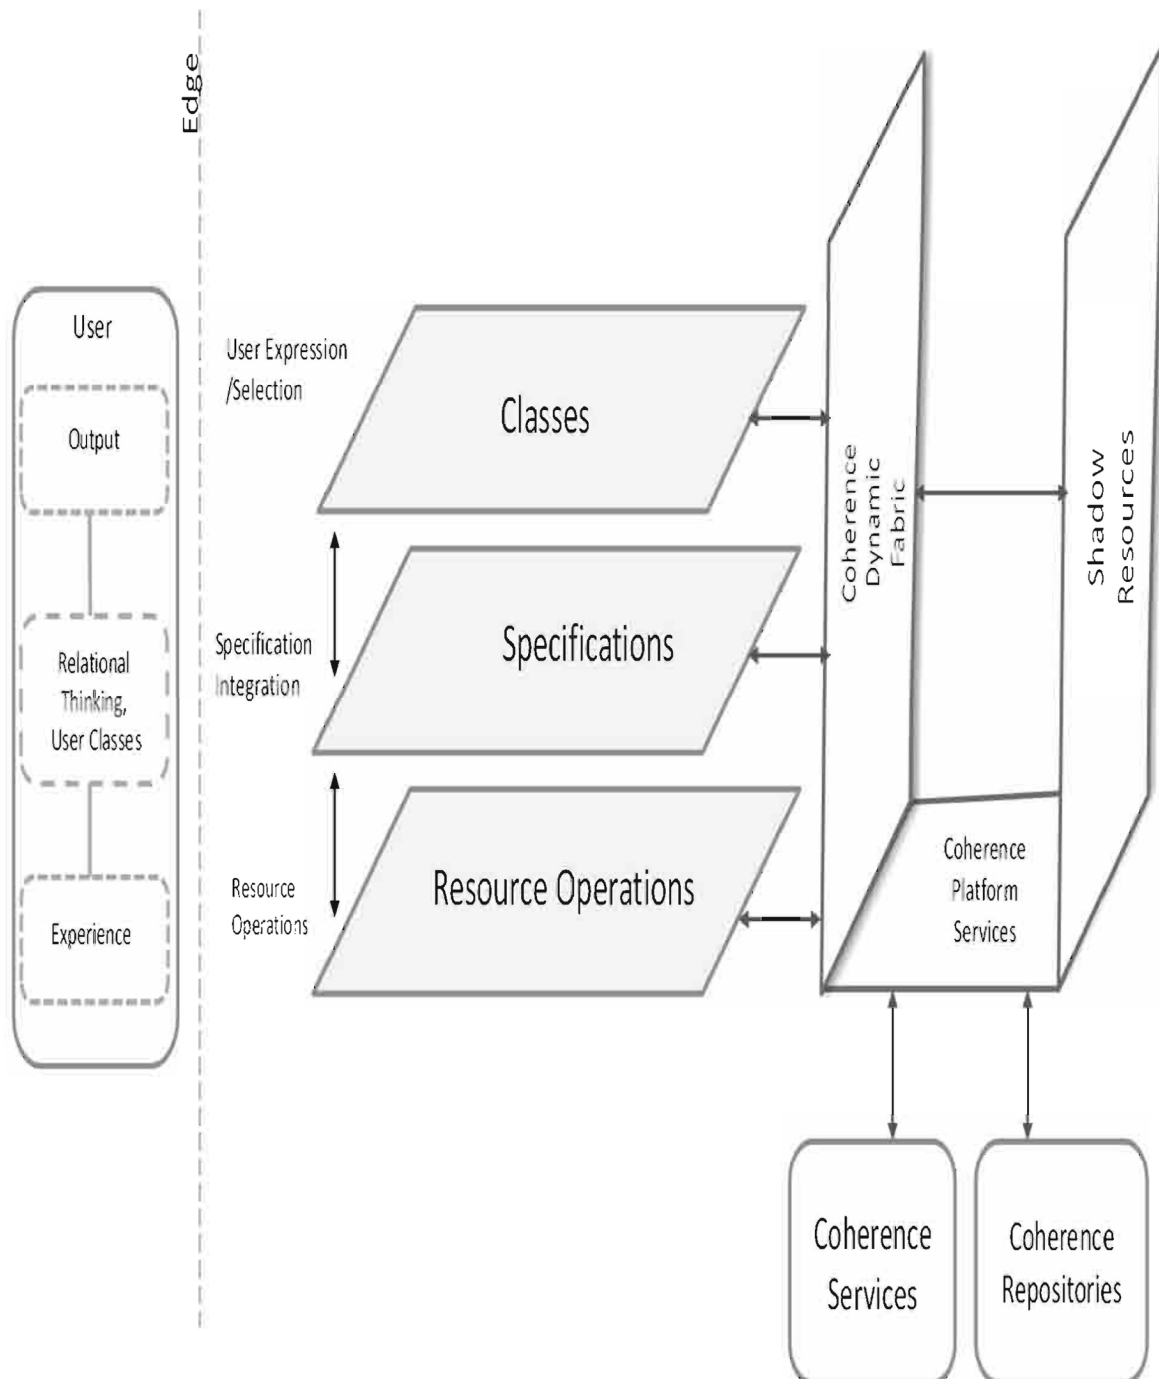 Edge
User
Output
Relational
Thinking,
User Classes
Experience
User Expression
/Selection
Classes
Specification
Integration
Specifications
Resource
Operations
Resource Operations
Coherence
Dynamic
Fabric
Shadow
Resources
Coherence
Platform
Services
Coherence
Services
Coherence
Repositories